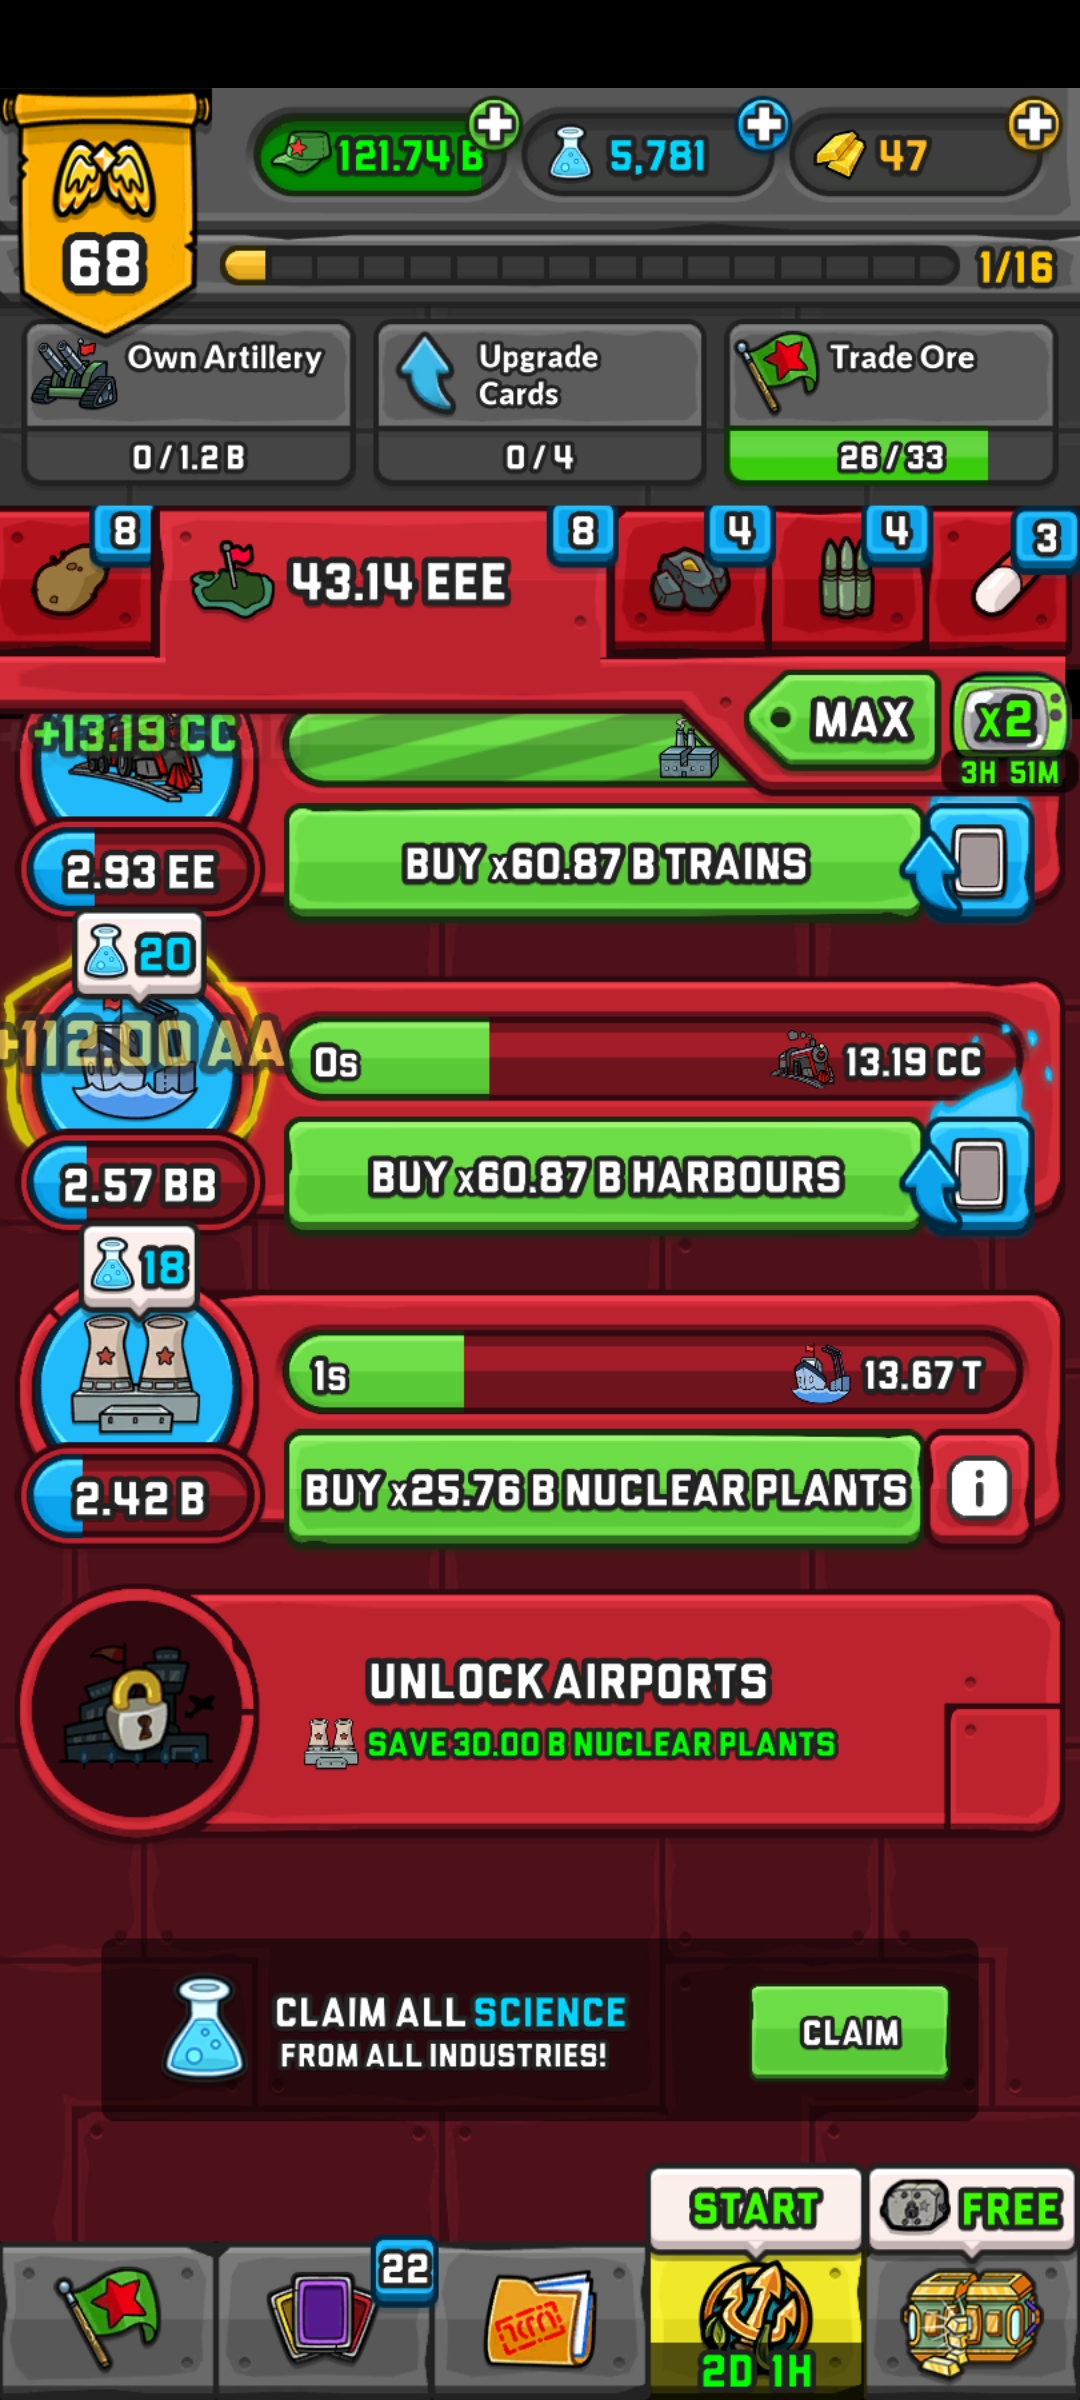 121.74 B
5,781
47
68
1/16
Own Artillery
0 / 1.2 B
Upgrade
Cards
0 / 4
Trade Ore
26 / 33
8
43.14 EEE
8
4
4
3
MAX
x2
3H 51M
+13.19 CC
2.93 EE
BUY x60.87 B TRAINS
20
+112.00 AA
0s
13.19 CC
2.57 BB
BUY x60.87 B HARBOURS
18
1s
13.67 T
2.42 B
BUY x25.76 B NUCLEAR PLANTS
i
UNLOCK AIRPORTS
SAVE 30.00 B NUCLEAR PLANTS
CLAIM ALL SCIENCE
FROM ALL INDUSTRIES!
CLAIM
START
FREE
22
2D 1H